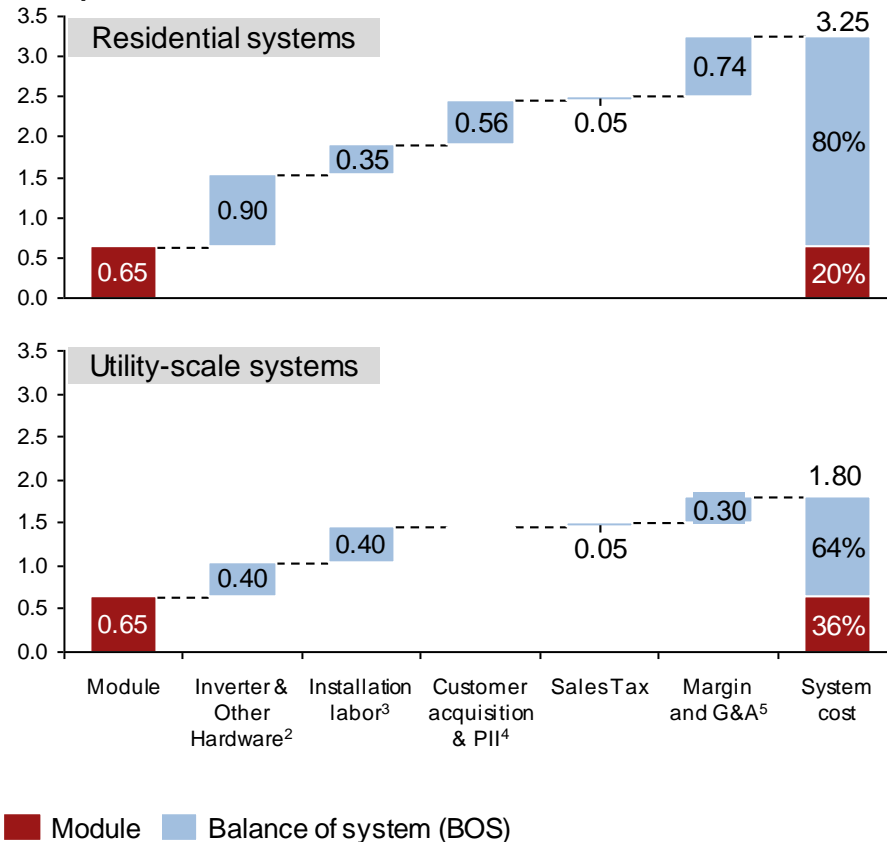 3.5
3.0
2.5
2.0
1.5
1.0
0.5
0.0
Residential systems
0.65
0.90
0.35
0.56
0.05
0.74
3.25
80%
20%
3.5
3.0
2.5
2.0
1.5
1.0
0.5
0.0
Utility-scale systems
0.65
0.40
0.40
0.05
0.30
1.80
64%
36%
Module
Inverter &
Other
Hardware²
Installation
labor³
Customer
acquisition
& PII⁴
Sales Tax
Margin
and G&A⁵
System
cost
Module
Balance of system (BOS)